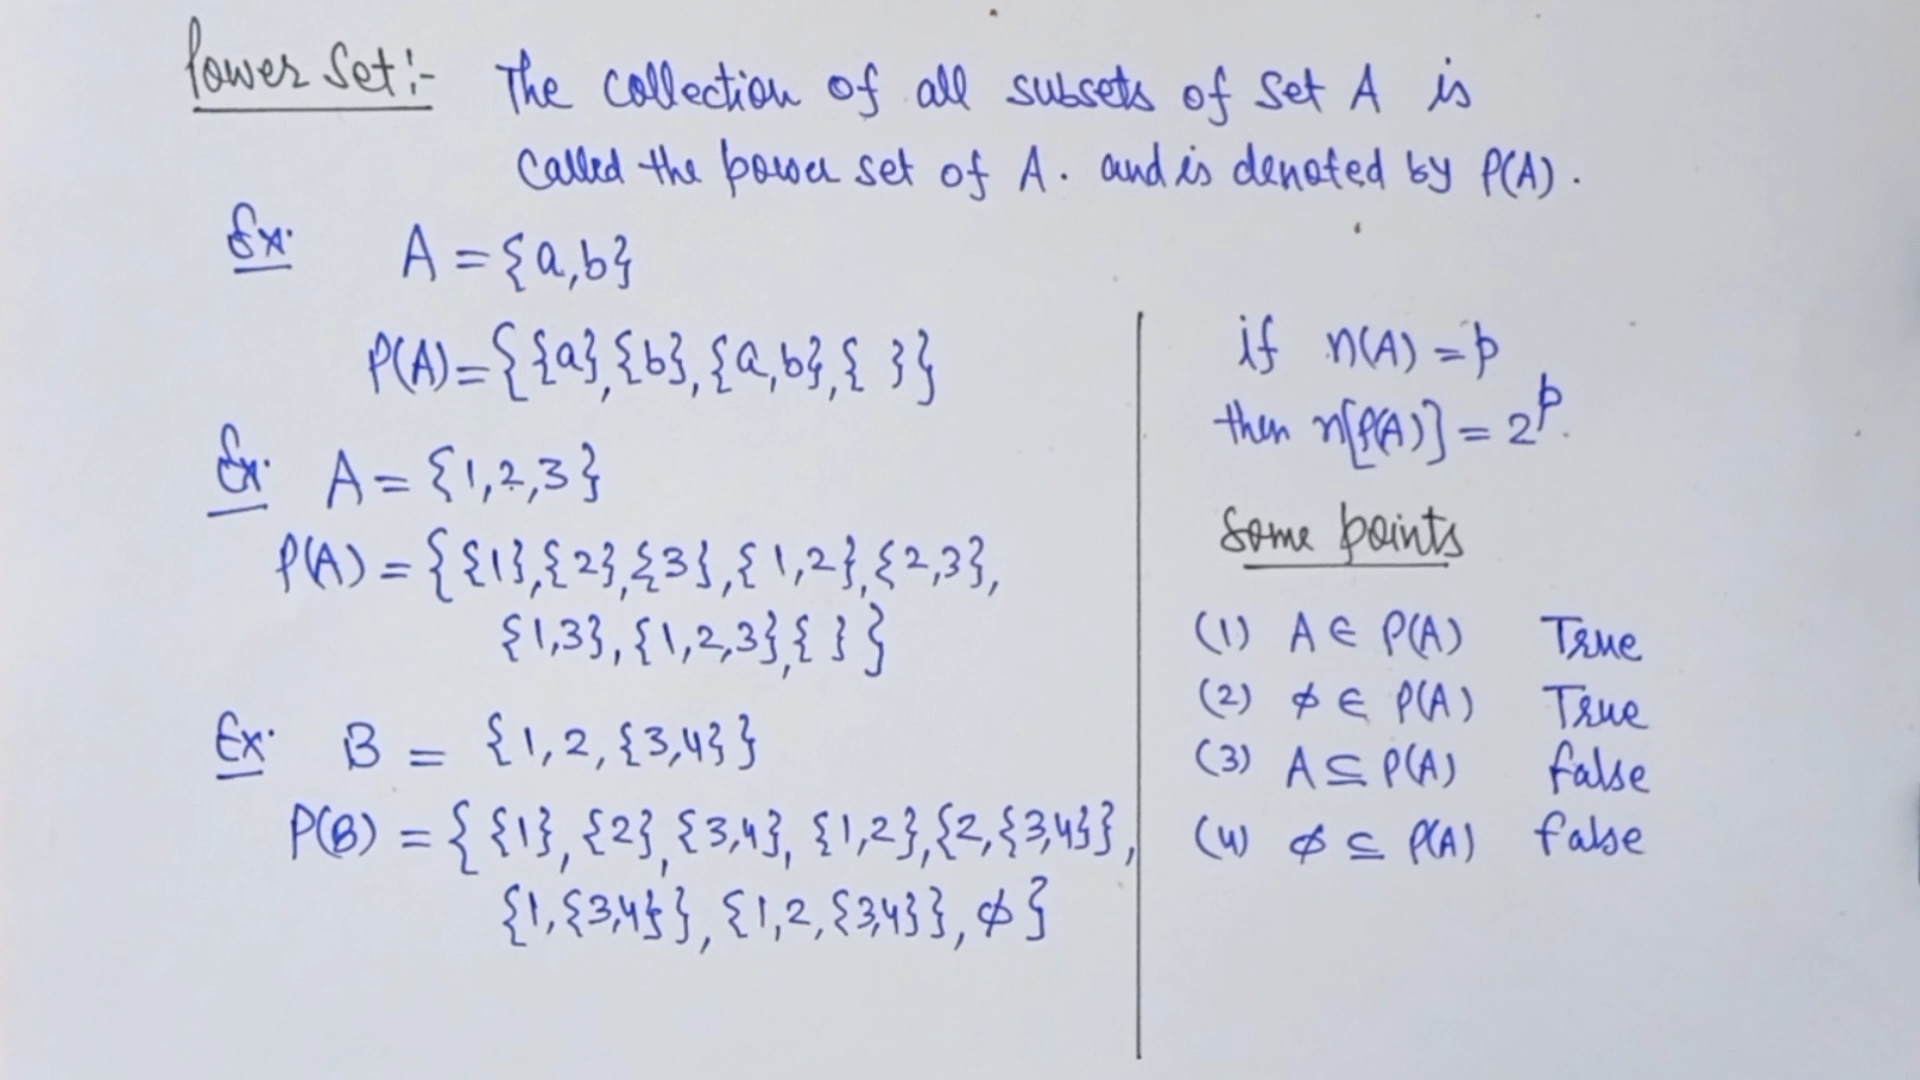 Power Set:- The collection of all subsets of Set A is
Called the power set of A. and is denoted by P(A).
Ex. A = {a,b}
P(A) = { {a},{b},{a,b},{ } }
Ex. A = {1,2,3}
P(A) = { {1},{2},{3},{1,2},{2,3},
{1,3},{1,2,3},{ } }
Ex. B = {1,2,{3,4}}
P(B) = { {1},{2},{3,4},{1,2},{2,{3,4}},
{1,{3,4}},{1,2,{3,4}},ϕ}
if n(A) = p
then n[P(A)] = 2^p.
Some points
(1) A ∈ P(A) True
(2) ϕ ∈ P(A) True
(3) A ⊆ P(A) false
(4) ϕ ⊆ P(A) false